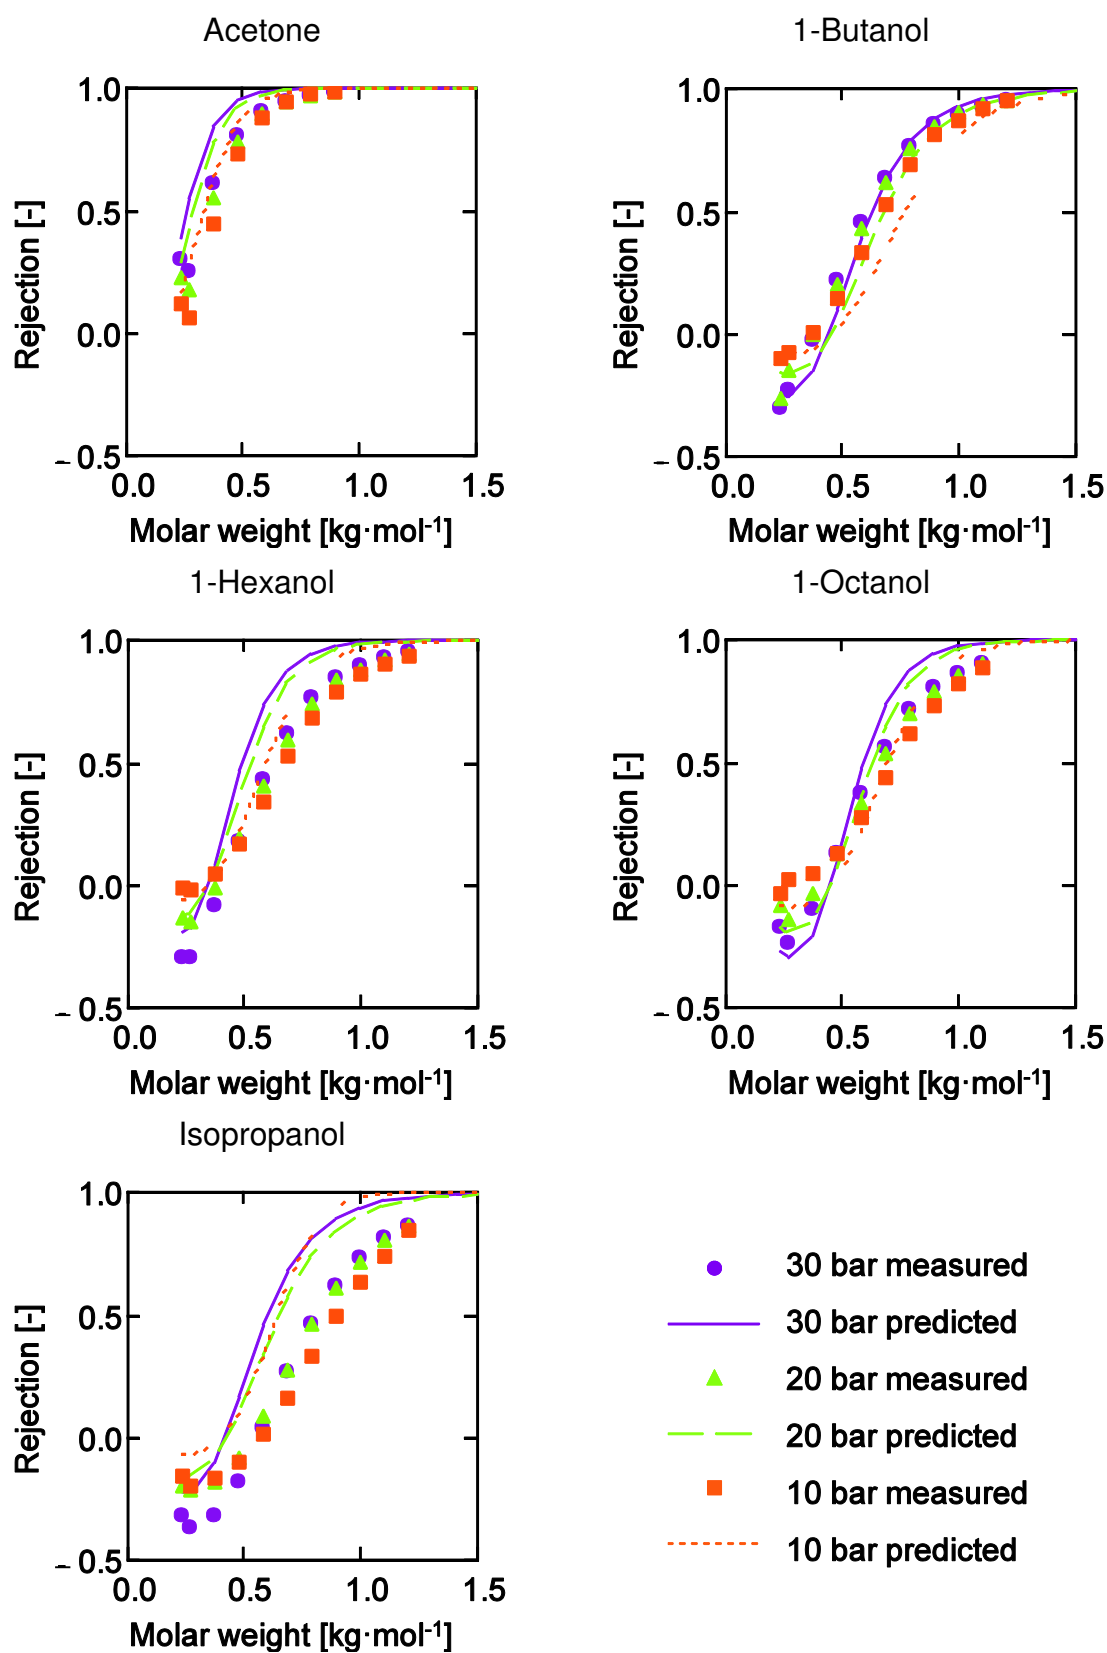 Acetone
1.0
0.5
0.0
– 0.5
0.0 0.5 1.0 1.5
Rejection [-]
Molar weight [kg·mol-1]
1-Butanol
1.0
0.5
0.0
– 0.5
0.0 0.5 1.0 1.5
Rejection [-]
Molar weight [kg·mol-1]
1-Hexanol
1.0
0.5
0.0
– 0.5
0.0 0.5 1.0 1.5
Rejection [-]
Molar weight [kg·mol-1]
1-Octanol
1.0
0.5
0.0
– 0.5
0.0 0.5 1.0 1.5
Rejection [-]
Molar weight [kg·mol-1]
Isopropanol
1.0
0.5
0.0
– 0.5
0.0 0.5 1.0 1.5
Rejection [-]
Molar weight [kg·mol-1]
30 bar measured
30 bar predicted
20 bar measured
20 bar predicted
10 bar measured
10 bar predicted